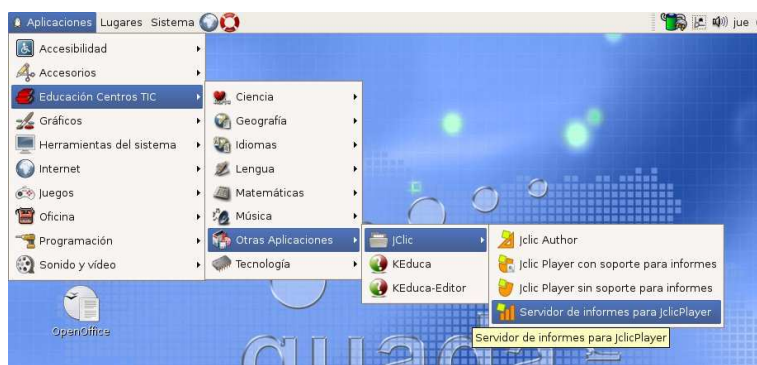 Aplicaciones Lugares Sistema jue
Accesibilidad
Accesorios
Educación Centros TIC
Gráficos
Herramientas del sistema
Internet
Juegos
Oficina
Programación
Sonido y vídeo
Ciencia
Geografía
Idiomas
Lengua
Matemáticas
Música
Otras Aplicaciones
Tecnología
JClic
KEduca
KEduca-Editor
Jclic Author
Jclic Player con soporte para informes
Jclic Player sin soporte para informes
Servidor de informes para JclicPlayer
Servidor de informes para JclicPlayer
OpenOffice